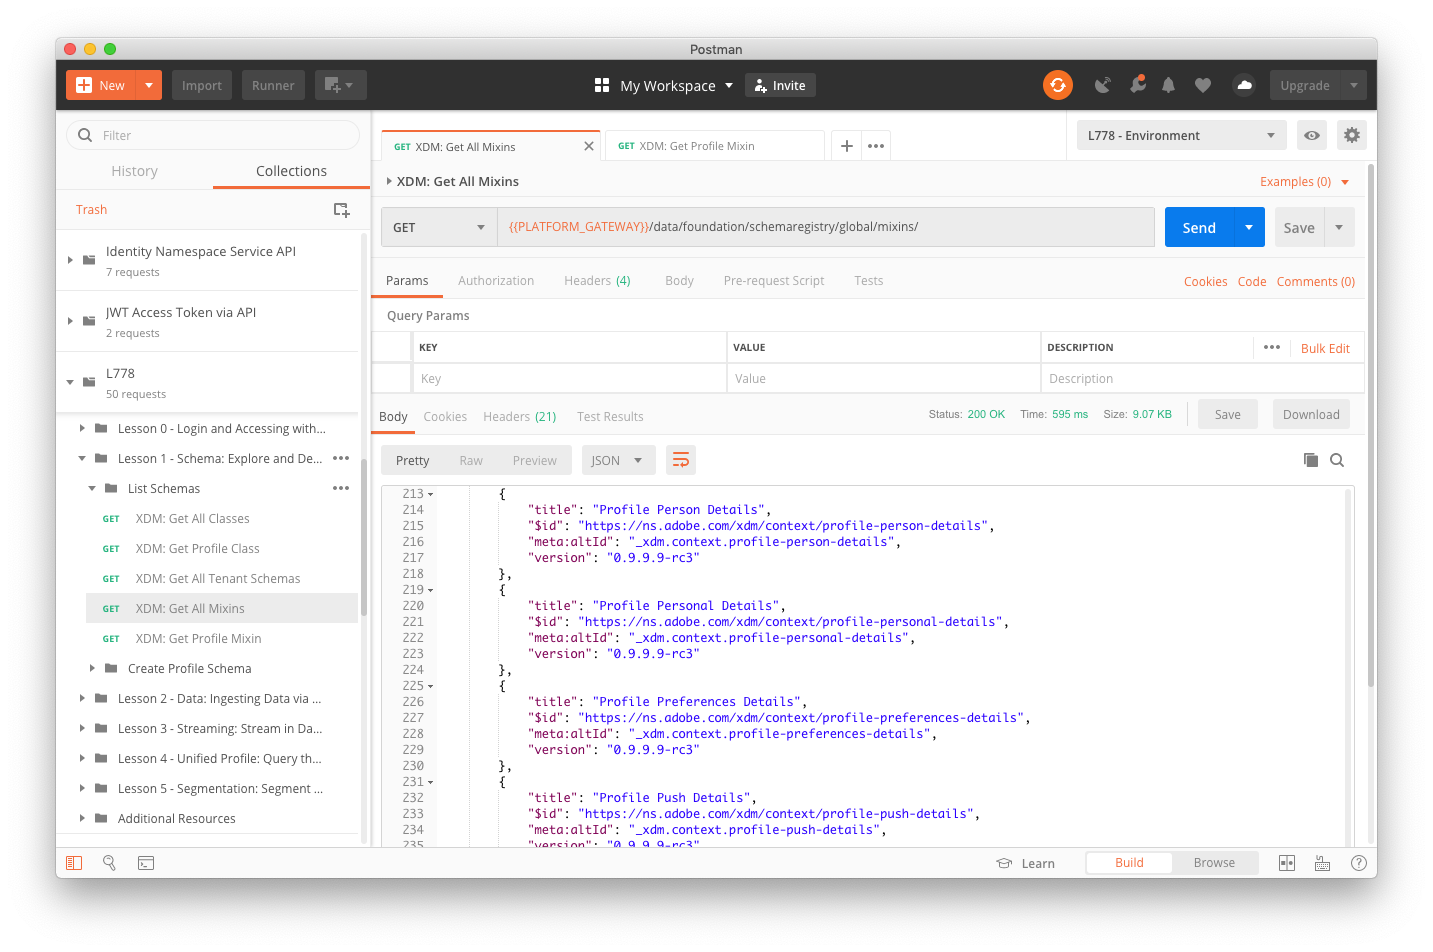 Postman
New
Import
Runner
My Workspace
Invite
Upgrade
Filter
History
Collections
Trash
Identity Namespace Service API
7 requests
JWT Access Token via API
2 requests
L778
50 requests
Lesson 0 - Login and Accessing with...
Lesson 1 - Schema: Explore and De...
List Schemas
GET XDM: Get All Classes
GET XDM: Get Profile Class
GET XDM: Get All Tenant Schemas
GET XDM: Get All Mixins
GET XDM: Get Profile Mixin
Create Profile Schema
Lesson 2 - Data: Ingesting Data via ...
Lesson 3 - Streaming: Stream in Da...
Lesson 4 - Unified Profile: Query th...
Lesson 5 - Segmentation: Segment ...
Additional Resources
GET XDM: Get All Mixins
GET XDM: Get Profile Mixin
L778 - Environment
XDM: Get All Mixins
Examples (0)
GET
{{PLATFORM_GATEWAY}}/data/foundation/schemaregistry/global/mixins/
Send
Save
Params
Authorization
Headers (4)
Body
Pre-request Script
Tests
Cookies
Code
Comments (0)
Query Params
KEY
VALUE
DESCRIPTION
Bulk Edit
Key
Value
Description
Body
Cookies
Headers (21)
Test Results
Status: 200 OK
Time: 595 ms
Size: 9.07 KB
Save
Download
Pretty
Raw
Preview
JSON
213 {
214 "title": "Profile Person Details",
215 "$id": "https://ns.adobe.com/xdm/context/profile-person-details",
216 "meta:altId": "_xdm.context.profile-person-details",
217 "version": "0.9.9.9-rc3"
218 },
219 {
220 "title": "Profile Personal Details",
221 "$id": "https://ns.adobe.com/xdm/context/profile-personal-details",
222 "meta:altId": "_xdm.context.profile-personal-details",
223 "version": "0.9.9.9-rc3"
224 },
225 {
226 "title": "Profile Preferences Details",
227 "$id": "https://ns.adobe.com/xdm/context/profile-preferences-details",
228 "meta:altId": "_xdm.context.profile-preferences-details",
229 "version": "0.9.9.9-rc3"
230 },
231 {
232 "title": "Profile Push Details",
233 "$id": "https://ns.adobe.com/xdm/context/profile-push-details",
234 "meta:altId": "_xdm.context.profile-push-details",
235 "version": "0.9.9.9-rc3"
Learn
Build
Browse